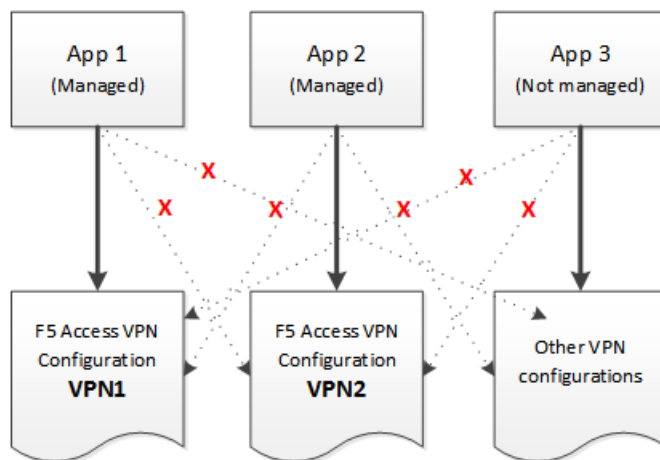 App 1
(Managed)
App 2
(Managed)
App 3
(Not managed)
X
X
X
X
X
X
F5 Access VPN
Configuration
VPN1
F5 Access VPN
Configuration
VPN2
Other VPN
configurations